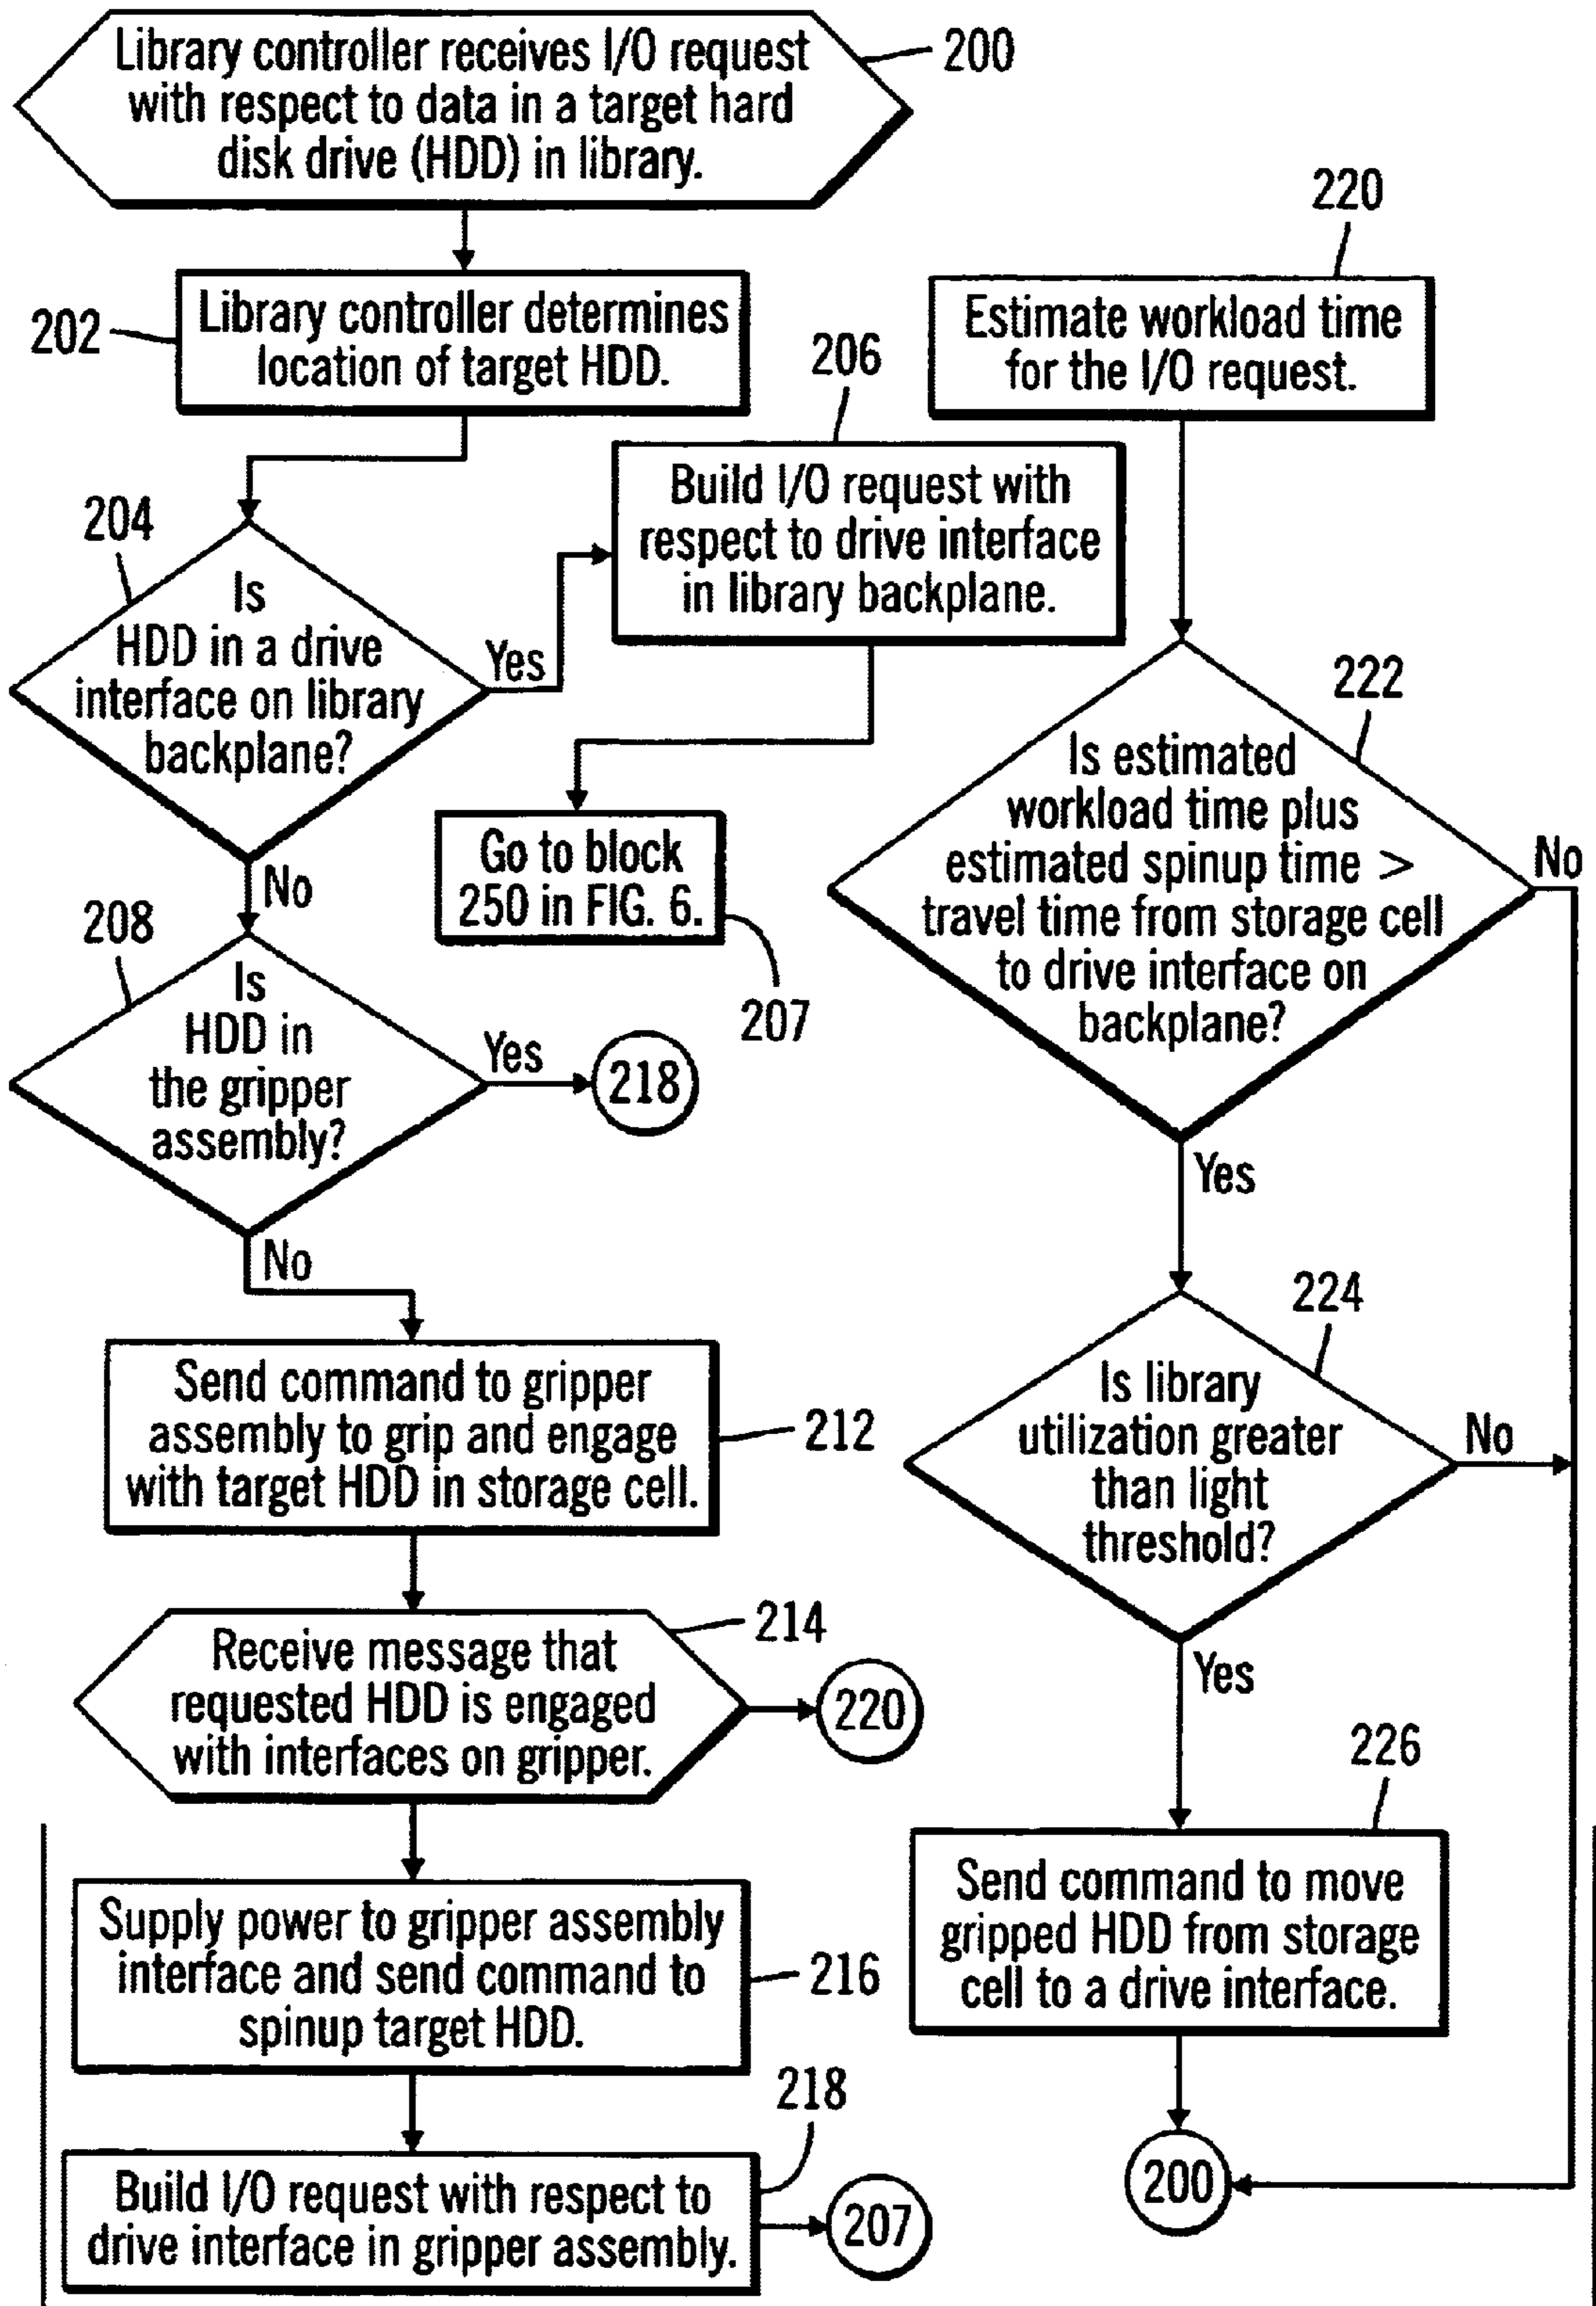 Library controller receives I/O request
with respect to data in a target hard
disk drive (HDD) in library.
200
Library controller determines
location of target HDD.
202
Is
HDD in a drive
interface on library
backplane?
204
Yes
No
Build I/O request with
respect to drive interface
in library backplane.
206
Go to block
250 in FIG. 6.
207
Is
HDD in
the gripper
assembly?
208
Yes
218
No
Send command to gripper
assembly to grip and engage
with target HDD in storage cell.
212
Receive message that
requested HDD is engaged
with interfaces on gripper.
214
220
Supply power to gripper assembly
interface and send command to
spinup target HDD.
216
Build I/O request with respect to
drive interface in gripper assembly.
218
207
220
Estimate workload time
for the I/O request.
222
Is estimated
workload time plus
estimated spinup time >
travel time from storage cell
to drive interface on
backplane?
No
Yes
224
Is library
utilization greater
than light
threshold?
No
Yes
226
Send command to move
gripped HDD from storage
cell to a drive interface.
200